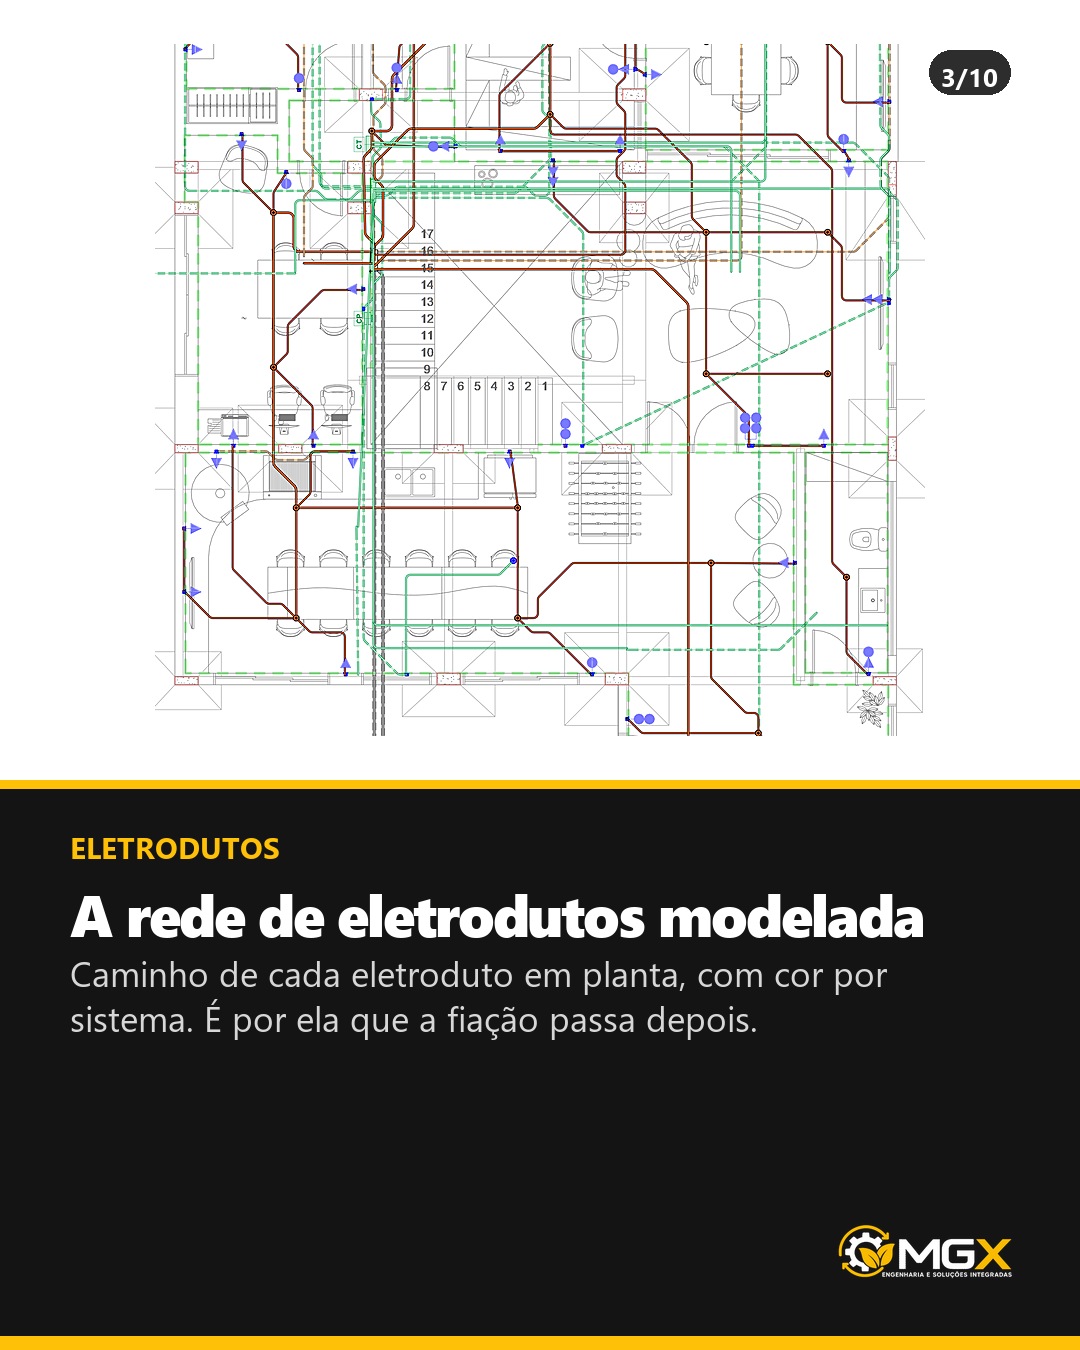 3/10
CT
17
16
15
14
13
12
11
10
9
8 7 6 5 4 3 2 1
CP
ELETRODUTOS
A rede de eletrodutos modelada
Caminho de cada eletroduto em planta, com cor por
sistema. É por ela que a fiação passa depois.
MGX
ENGENHARIA E SOLUÇÕES INTEGRADAS